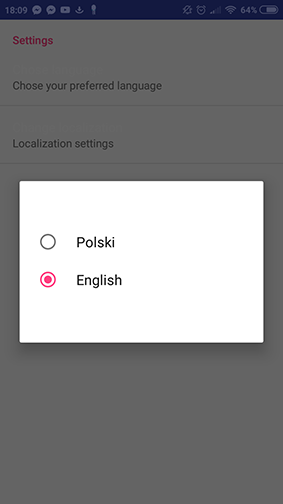 18:09
64%
Settings
Chose your preferred language
Localization settings
Polski
English